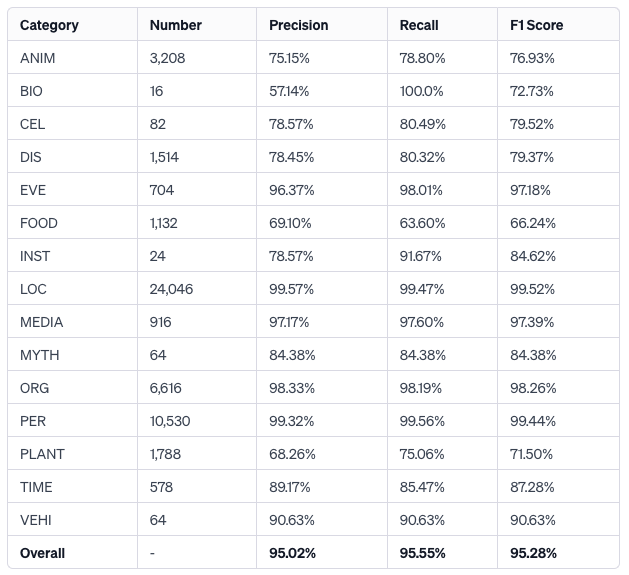 Category Number Precision Recall F1 Score
ANIM 3,208 75.15% 78.80% 76.93%
BIO 16 57.14% 100.0% 72.73%
CEL 82 78.57% 80.49% 79.52%
DIS 1,514 78.45% 80.32% 79.37%
EVE 704 96.37% 98.01% 97.18%
FOOD 1,132 69.10% 63.60% 66.24%
INST 24 78.57% 91.67% 84.62%
LOC 24,046 99.57% 99.47% 99.52%
MEDIA 916 97.17% 97.60% 97.39%
MYTH 64 84.38% 84.38% 84.38%
ORG 6,616 98.33% 98.19% 98.26%
PER 10,530 99.32% 99.56% 99.44%
PLANT 1,788 68.26% 75.06% 71.50%
TIME 578 89.17% 85.47% 87.28%
VEHI 64 90.63% 90.63% 90.63%
Overall - 95.02% 95.55% 95.28%